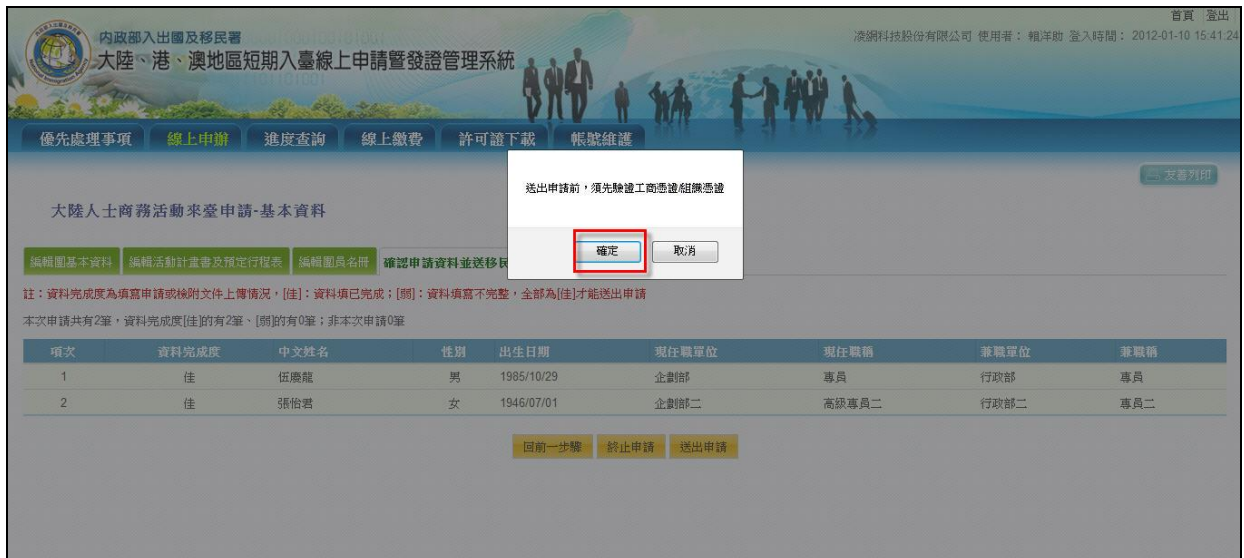 首頁 登出
內政部入出國及移民署
凌網科技股份有限公司 使用者: 賴洋助 登入時間: 2012-01-10 15:41:24
大陸、港、澳地區短期入臺線上申請暨發證管理系統
優先處理事項 線上申辦 進度查詢 線上繳費 許可證下載 帳號維護
友善列印
送出申請前,須先驗證工商憑證/組織憑證
大陸人士商務活動來臺申請-基本資料
確定 取消
編輯團基本資料 編輯活動計畫書及預定行程表 編輯團員名冊 確認申請資料並送移民
註:資料完成度為填寫申請或檢附文件上傳情況,[佳]:資料填已完成;[弱]:資料填寫不完整,全部為[佳]才能送出申請
本次申請共有2筆,資料完成度[佳]的有2筆、[弱]的有0筆;非本次申請0筆
項次 資料完成度 中文姓名 性別 出生日期 現任職單位 現任職稱 兼職單位 兼職稱
1 佳 伍慶龍 男 1985/10/29 企劃部 專員 行政部 專員
2 佳 張怡君 女 1946/07/01 企劃部二 高級專員二 行政部二 專員二
回前一步驟 終止申請 送出申請